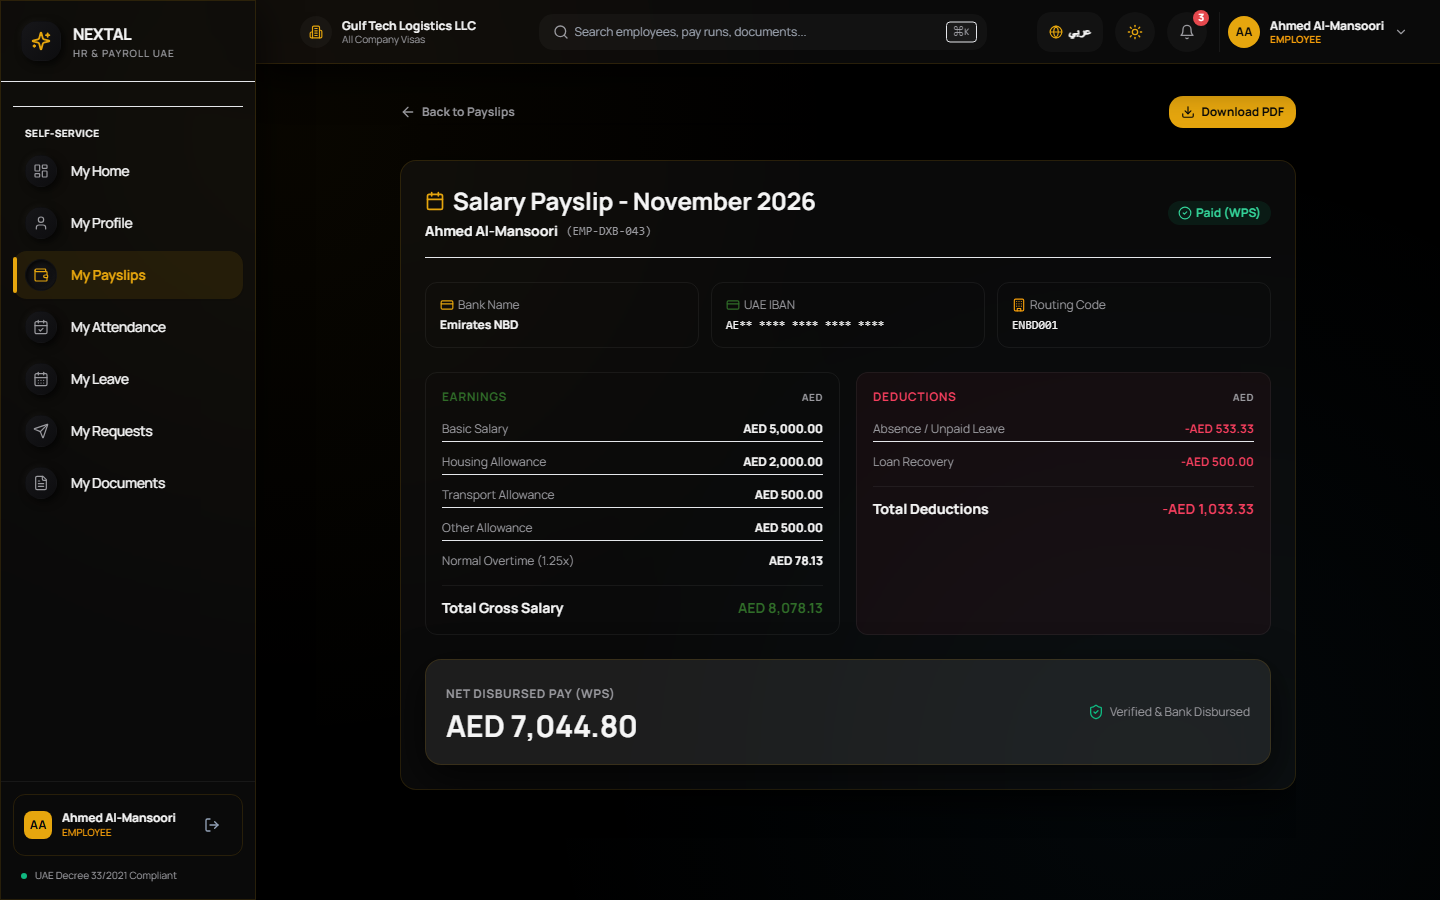 NEXTAL
HR & PAYROLL UAE
Gulf Tech Logistics LLC
All Company Visas
Search employees, pay runs, documents...
⌘K
عربي
3
AA
Ahmed Al-Mansoori
EMPLOYEE
SELF-SERVICE
My Home
My Profile
My Payslips
My Attendance
My Leave
My Requests
My Documents
AA
Ahmed Al-Mansoori
EMPLOYEE
UAE Decree 33/2021 Compliant
Back to Payslips
Download PDF
Salary Payslip - November 2026
Ahmed Al-Mansoori (EMP-DXB-043)
Paid (WPS)
Bank Name
Emirates NBD
UAE IBAN
AE** **** **** **** ****
Routing Code
ENBD001
EARNINGS AED
Basic Salary AED 5,000.00
Housing Allowance AED 2,000.00
Transport Allowance AED 500.00
Other Allowance AED 500.00
Normal Overtime (1.25x) AED 78.13
Total Gross Salary AED 8,078.13
DEDUCTIONS AED
Absence / Unpaid Leave -AED 533.33
Loan Recovery -AED 500.00
Total Deductions -AED 1,033.33
NET DISBURSED PAY (WPS)
AED 7,044.80
Verified & Bank Disbursed